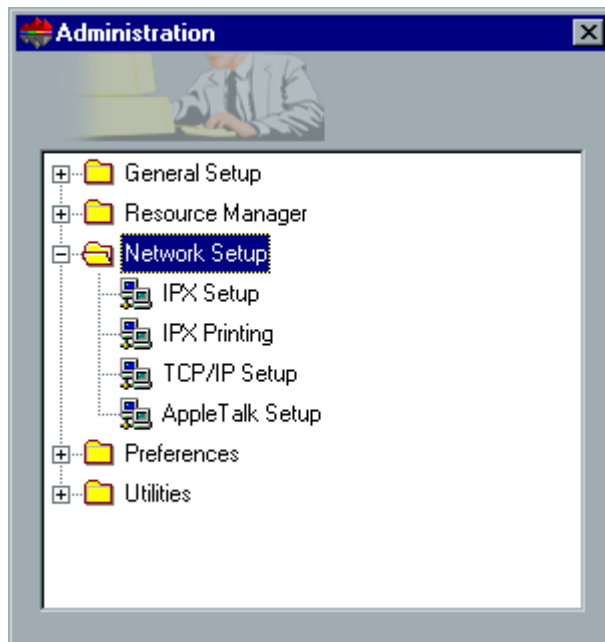 Administration
General Setup
Resource Manager
Network Setup
IPX Setup
IPX Printing
TCP/IP Setup
AppleTalk Setup
Preferences
Utilities